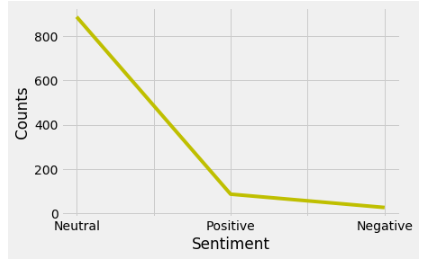 800
600
400
200
0
Counts
Neutral
Positive
Negative
Sentiment